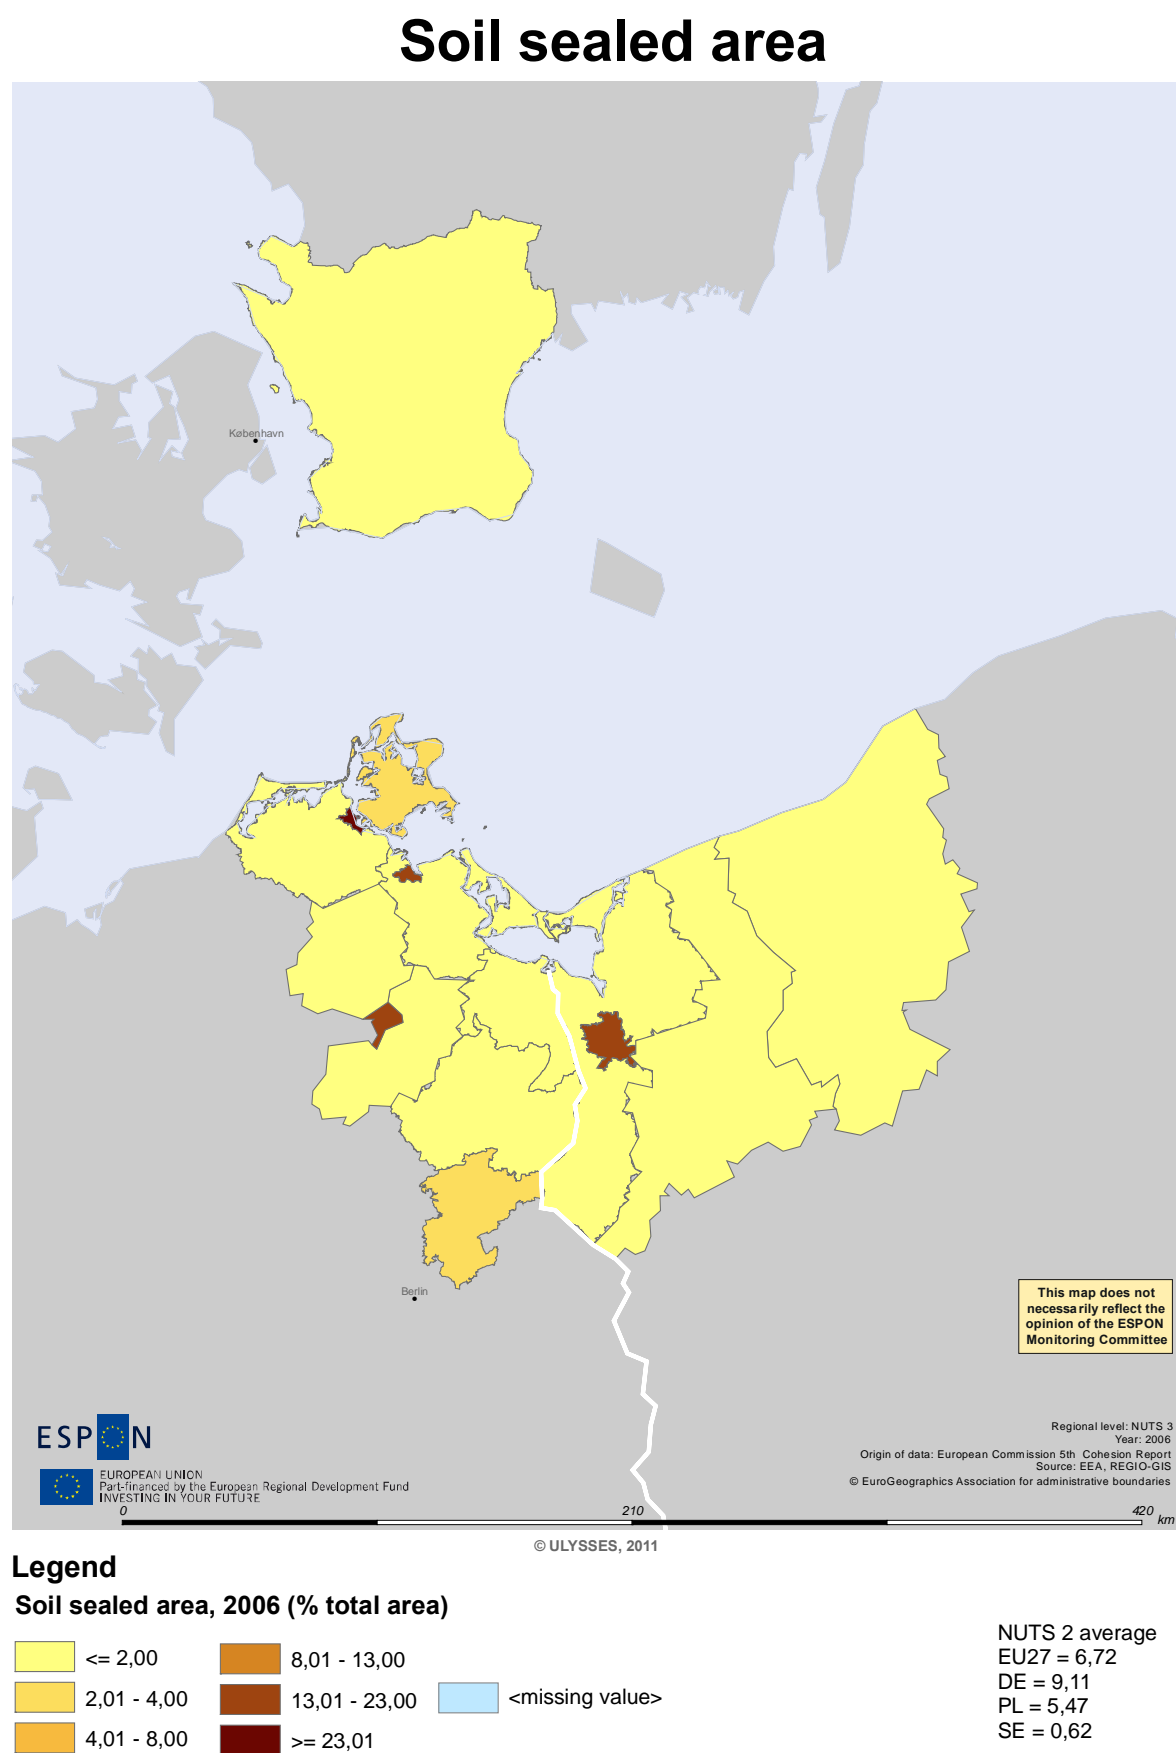 Soil sealed area
København
Berlin
This map does not
necessarily reflect the
opinion of the ESPON
Monitoring Committee
ESPON
EUROPEAN UNION
Part-financed by the European Regional Development Fund
INVESTING IN YOUR FUTURE
Regional level: NUTS 3
Year: 2006
Origin of data: European Commission 5th Cohesion Report
Source: EEA, REGIO-GIS
© EuroGeographics Association for administrative boundaries
0 210 420 km
© ULYSSES, 2011
Legend
Soil sealed area, 2006 (% total area)
<= 2,00
2,01 - 4,00
4,01 - 8,00
8,01 - 13,00
13,01 - 23,00
>= 23,01
<missing value>
NUTS 2 average
EU27 = 6,72
DE = 9,11
PL = 5,47
SE = 0,62